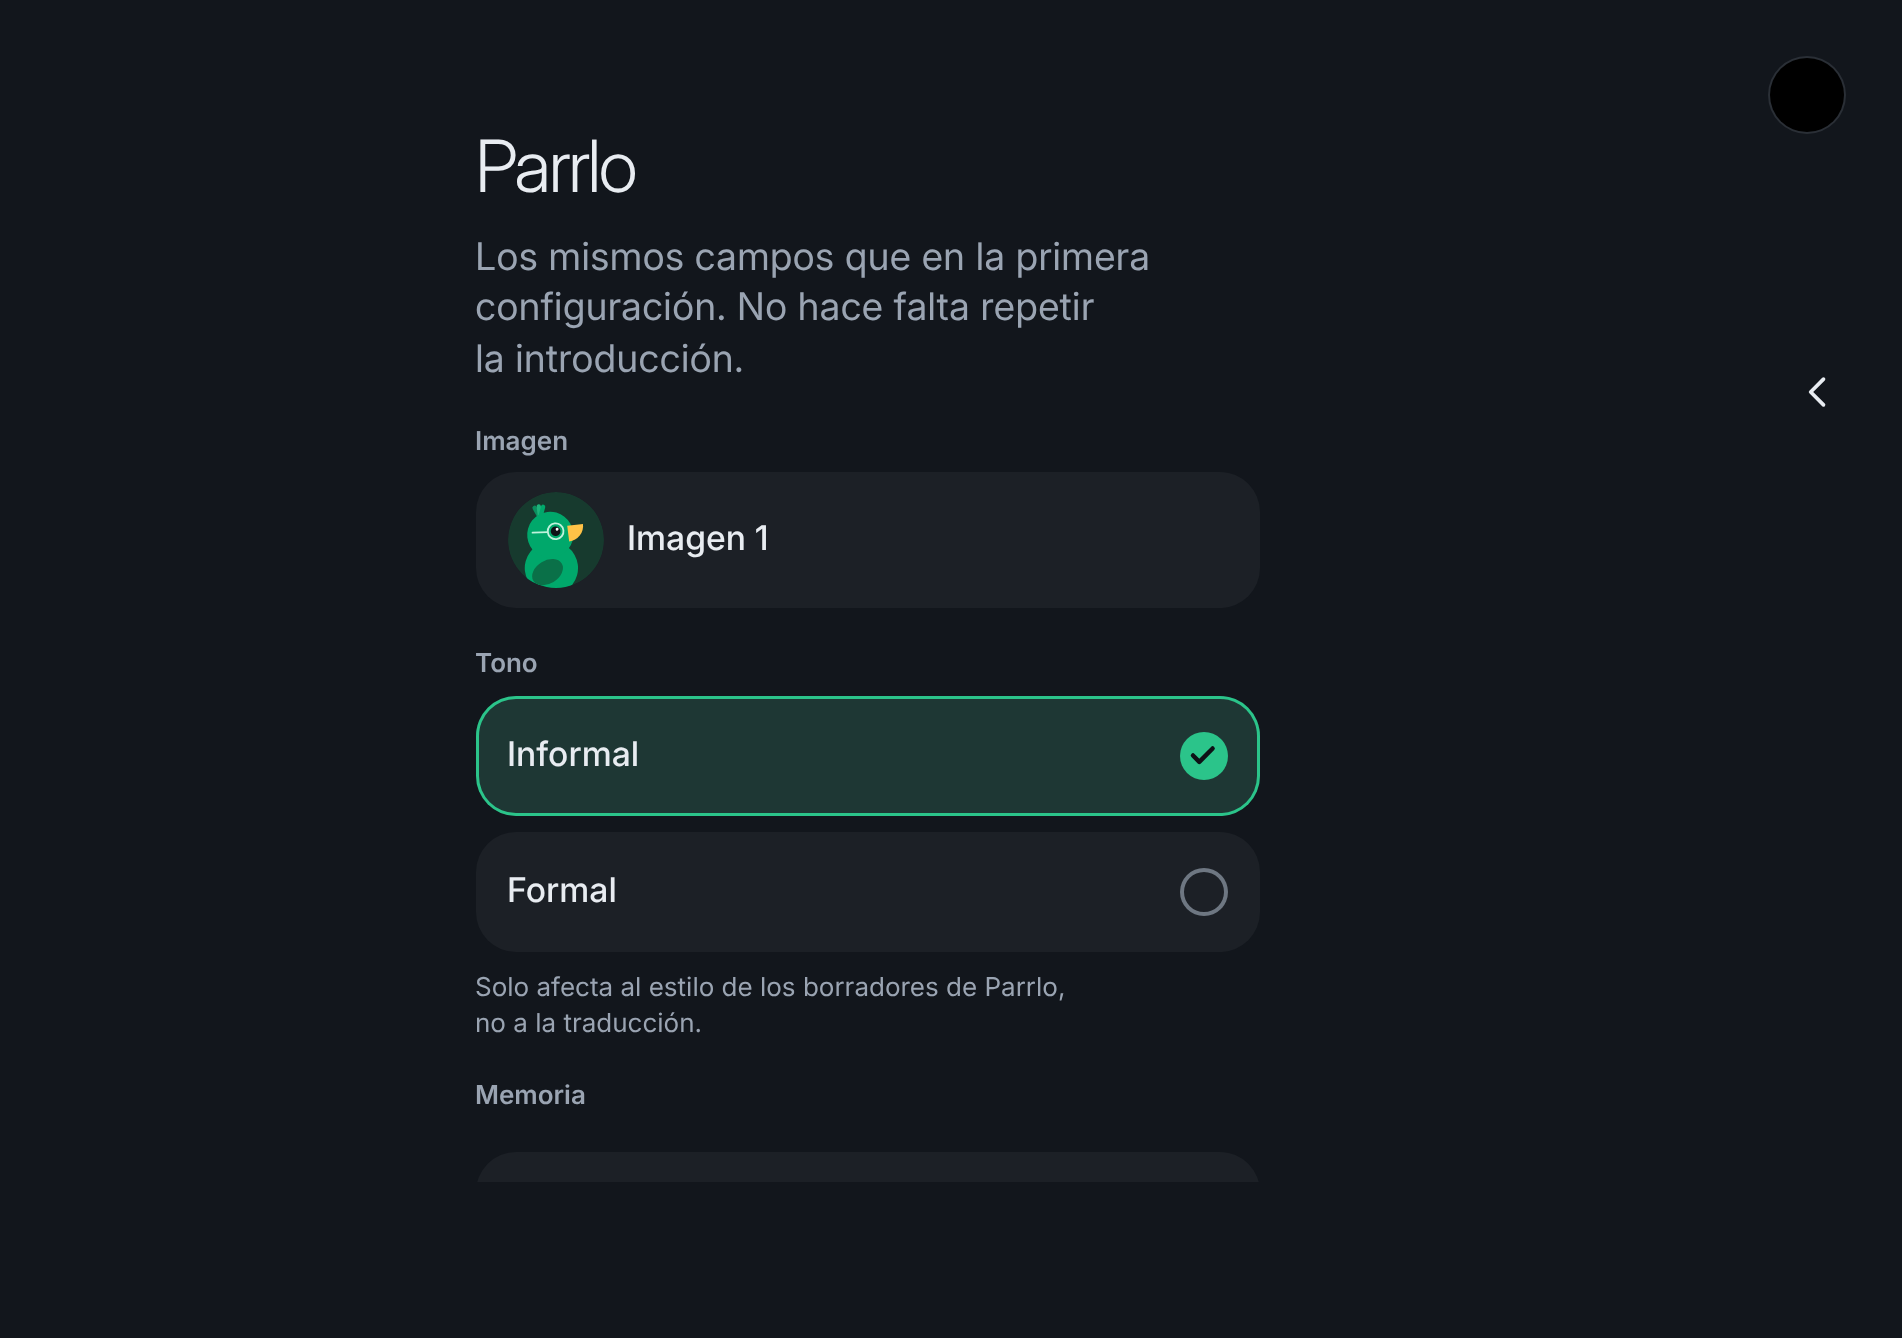 Parrlo
Los mismos campos que en la primera
configuración. No hace falta repetir
la introducción.
Imagen
Imagen 1
Tono
Informal
Formal
Solo afecta al estilo de los borradores de Parrlo,
no a la traducción.
Memoria